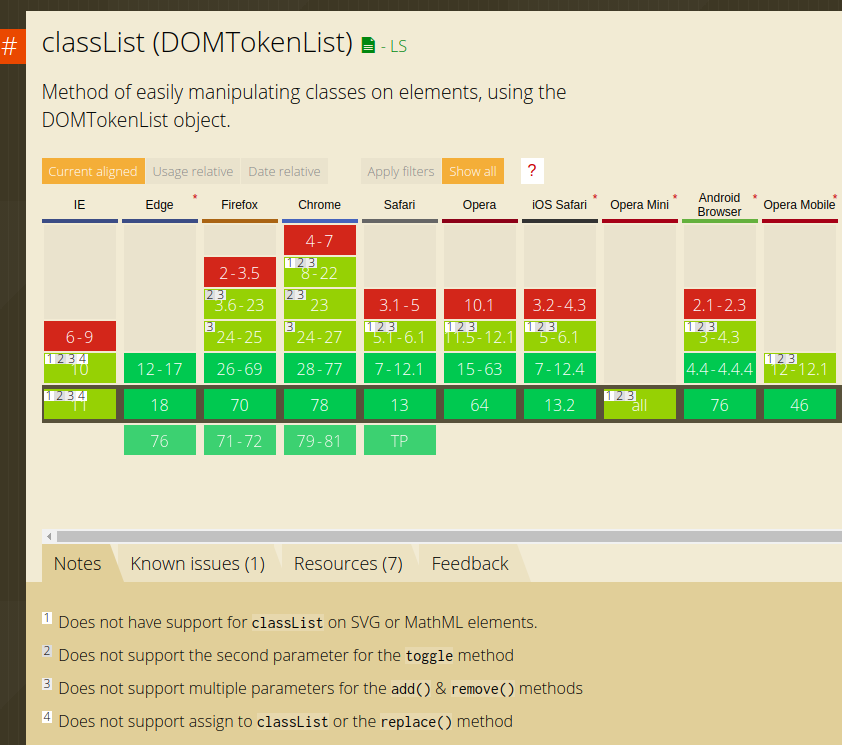 #
classList (DOMTokenList) - LS
Method of easily manipulating classes on elements, using the
DOMTokenList object.
Current aligned Usage relative Date relative Apply filters Show all ?
IE Edge * Firefox Chrome Safari Opera iOS Safari * Opera Mini * Android Browser * Opera Mobile *
4-7
2-3.5 1 2 3 8-22
2 3 3.6-23 2 3 23 3.1-5 10.1 3.2-4.3 2.1-2.3
6-9 3 24-25 3 24-27 1 2 3 5.1-6.1 1 2 3 11.5-12.1 1 2 3 5-6.1 1 2 3 3-4.3
1 2 3 4 10 12-17 26-69 28-77 7-12.1 15-63 7-12.4 4.4-4.4.4 1 2 3 12-12.1
1 2 3 4 11 18 70 78 13 64 13.2 1 2 3 all 76 46
76 71-72 79-81 TP
Notes Known issues (1) Resources (7) Feedback
1 Does not have support for classList on SVG or MathML elements.
2 Does not support the second parameter for the toggle method
3 Does not support multiple parameters for the add() & remove() methods
4 Does not support assign to classList or the replace() method